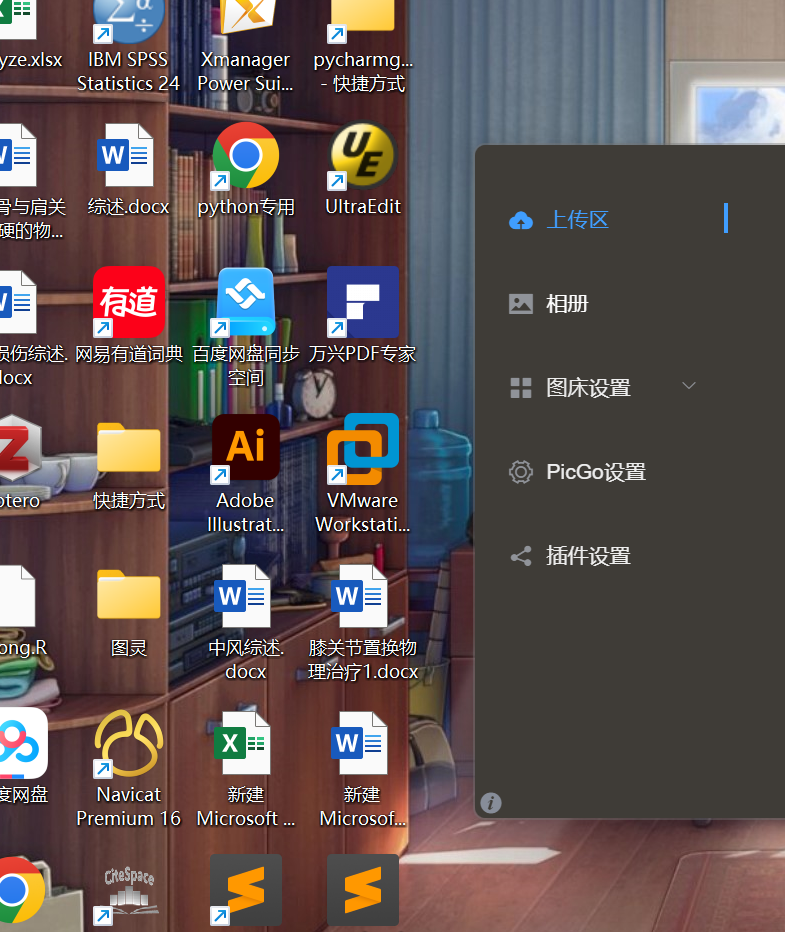 yze.xlsx
IBM SPSS
Statistics 24
Xmanager
Power Sui...
pycharmg...
- 快捷方式
W
骨与肩关
硬的物...
W
综述.docx
python专用
UE
UltraEdit
W
损伤综述.
docx
有道
网易有道词典
百度网盘同步
空间
万兴PDF专家
Z
otero
快捷方式
Ai
Adobe
Illustrat...
VMware
Workstati...
ong.R
图灵
W
中风综述.
docx
W
膝关节置换物
理治疗1.docx
度网盘
Navicat
Premium 16
X
新建
Microsoft ...
W
新建
Microsof...
CiteSpace
上传区
相册
图床设置
PicGo设置
插件设置
i